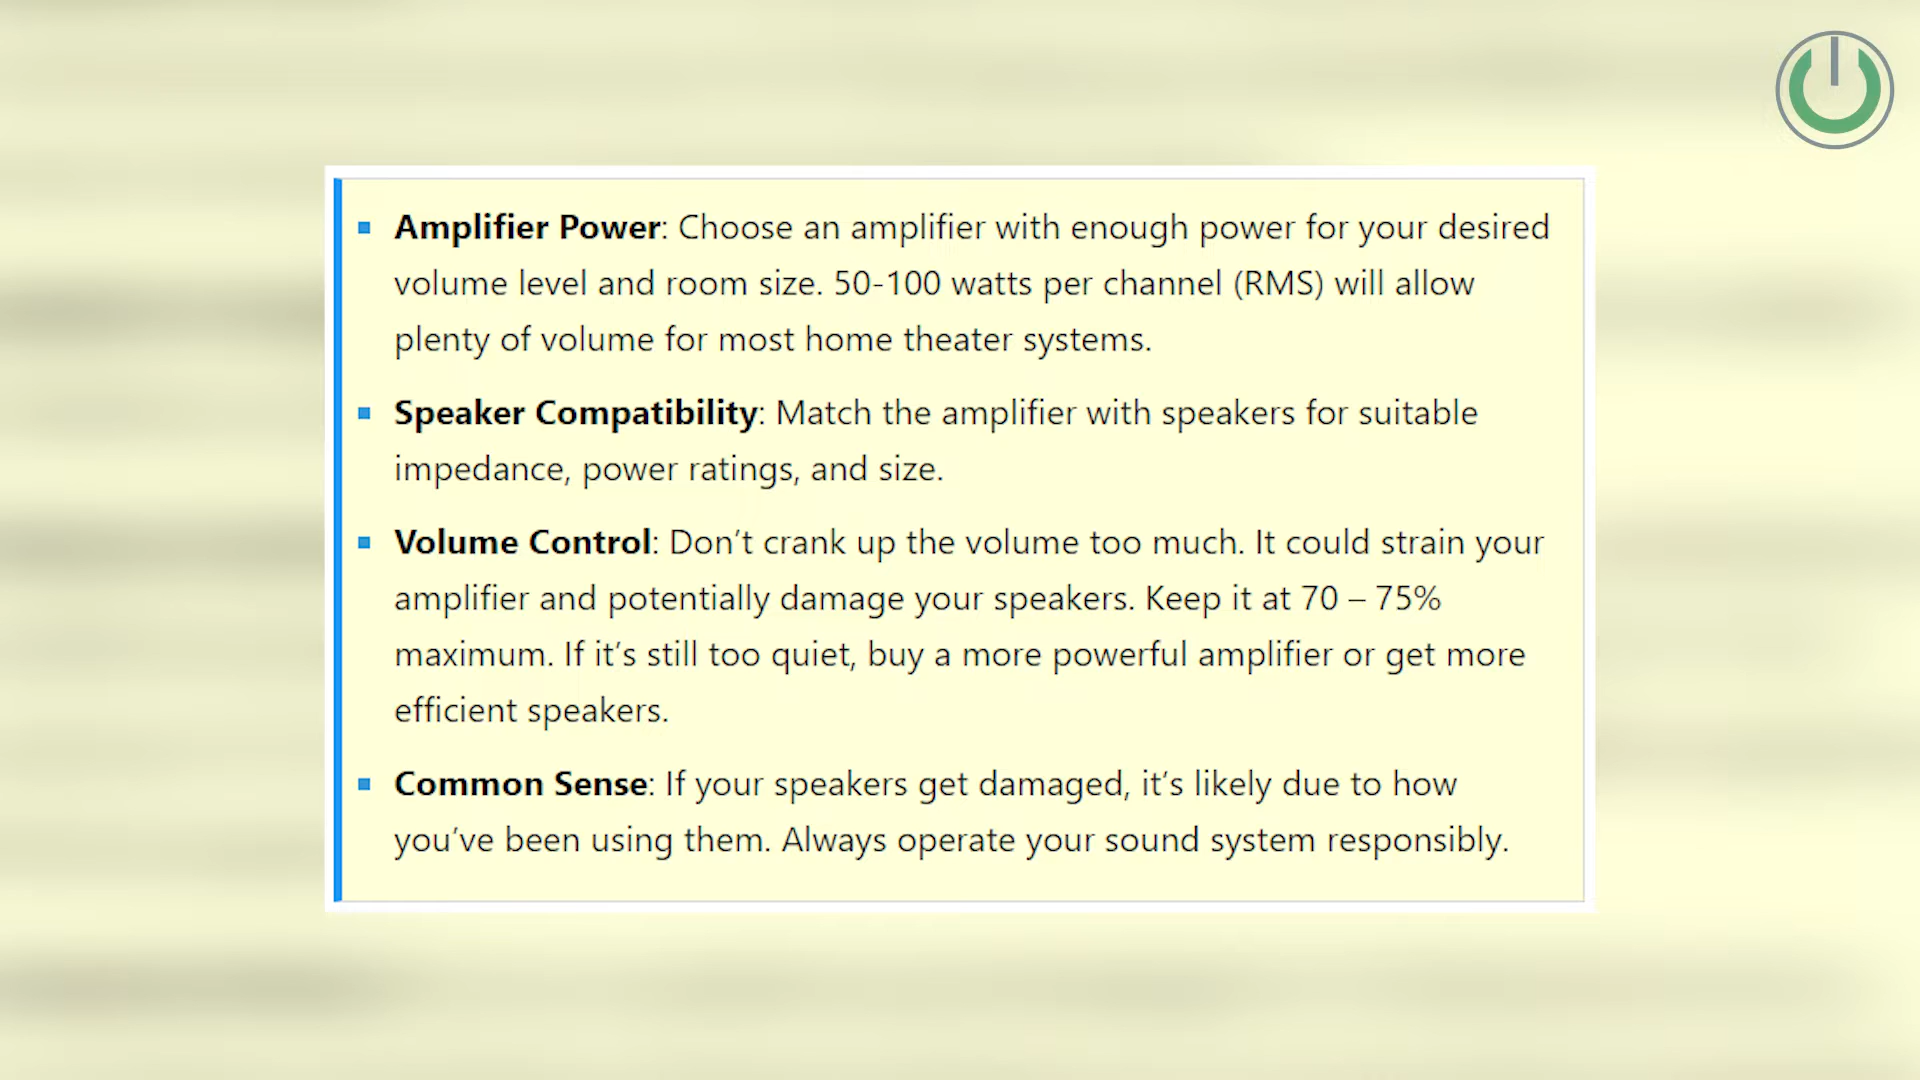 Amplifier Power: Choose an amplifier with enough power for your desired
volume level and room size. 50-100 watts per channel (RMS) will allow
plenty of volume for most home theater systems.
Speaker Compatibility: Match the amplifier with speakers for suitable
impedance, power ratings, and size.
Volume Control: Don’t crank up the volume too much. It could strain your
amplifier and potentially damage your speakers. Keep it at 70 – 75%
maximum. If it’s still too quiet, buy a more powerful amplifier or get more
efficient speakers.
Common Sense: If your speakers get damaged, it’s likely due to how
you’ve been using them. Always operate your sound system responsibly.